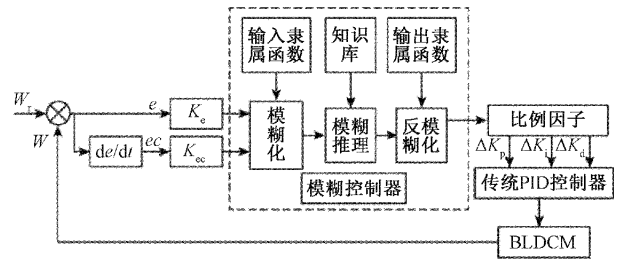 输入隶
属函数
知识
库
输出隶
属函数
W_r
e
K_e
模
糊
化
模糊
推理
反模
糊化
比例因子
W
de/dt
ec
K_ec
ΔK_p
ΔK_i
ΔK_d
模糊控制器
传统PID控制器
BLDCM